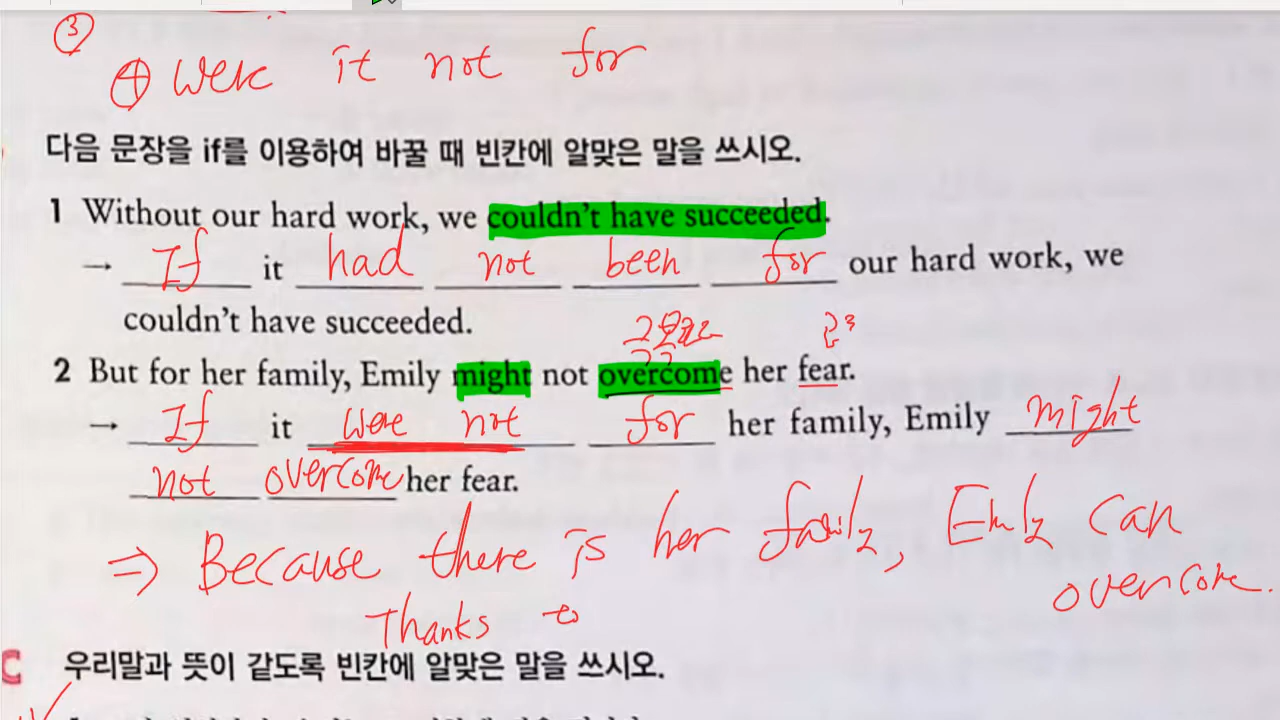 ③
④ were it not for
다음 문장을 if를 이용하여 바꿀 때 빈칸에 알맞은 말을 쓰시오.
1 Without our hard work, we couldn't have succeeded.
→ If it had not been for our hard work, we
couldn't have succeeded.
2 But for her family, Emily might not overcome her fear.
→ If it were not for her family, Emily might
not overcome her fear.
⇒ Because there is her family, Emily can
overcome.
Thanks to
C 우리말과 뜻이 같도록 빈칸에 알맞은 말을 쓰시오.